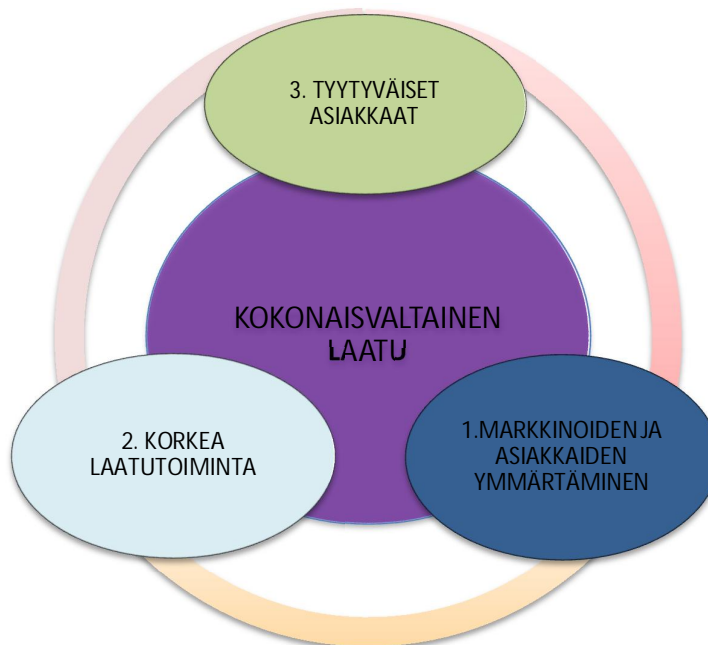 3. TYYTYVÄISET
ASIAKKAAT
KOKONAISVALTAINEN
LAATU
2. KORKEA
LAATUTOIMINTA
1.MARKKINOIDEN JA
ASIAKKAIDEN
YMMÄRTÄMINEN